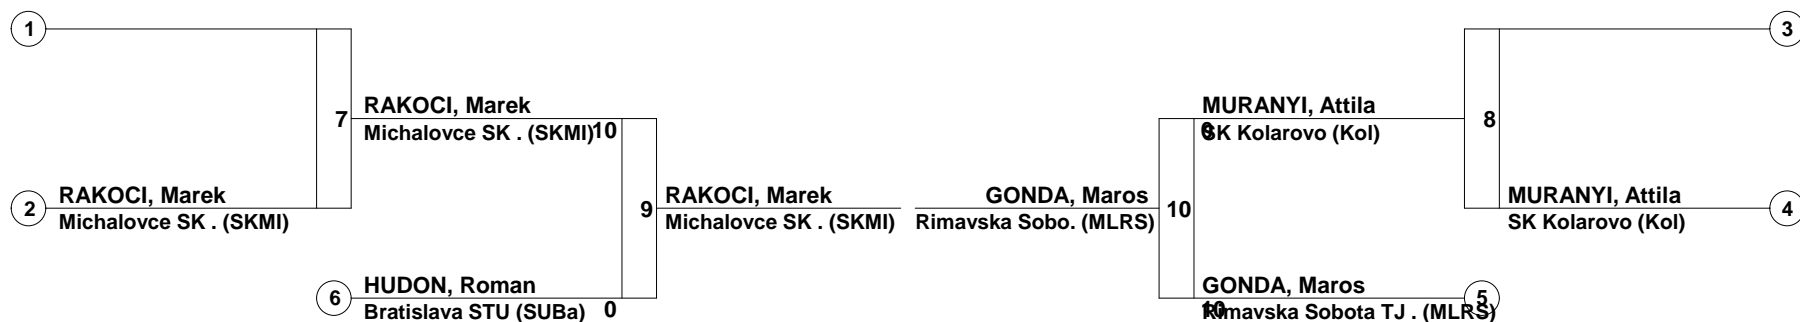 1
3
RAKOCI, Marek
Michalovce SK . (SKMI)
10
7
MURANYI, Attila
SK Kolarovo (Kol)
0
8
2
RAKOCI, Marek
Michalovce SK . (SKMI)
9
RAKOCI, Marek
Michalovce SK . (SKMI)
GONDA, Maros
Rimavska Sobo. (MLRS)
10
MURANYI, Attila
SK Kolarovo (Kol)
4
6
HUDON, Roman
Bratislava STU (SUBa)
0
GONDA, Maros
Rimavska Sobota TJ . (MLRS)
10
5